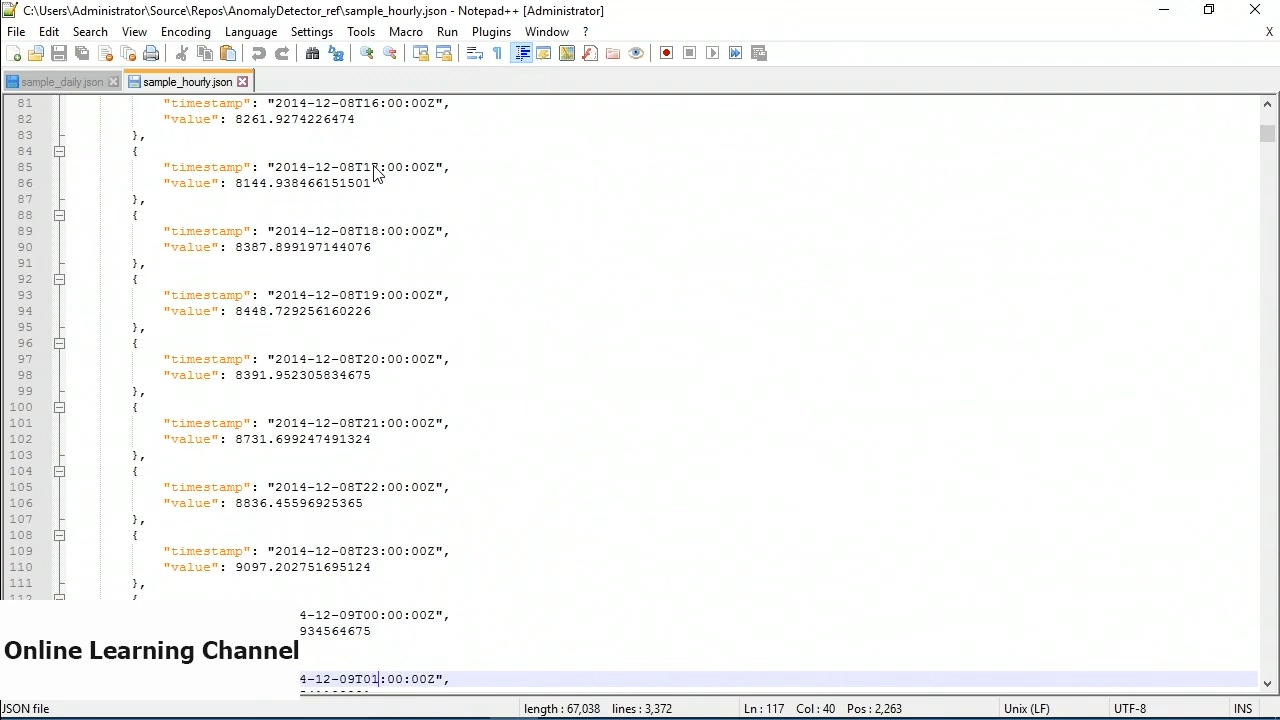 C:\Users\Administrator\Source\Repos\AnomalyDetector_ref\sample_hourly.json - Notepad++ [Administrator]
File Edit Search View Encoding Language Settings Tools Macro Run Plugins Window ? X
sample_daily.json sample_hourly.json
81 "timestamp": "2014-12-08T16:00:00Z",
82 "value": 8261.9274226474
83 },
84 {
85 "timestamp": "2014-12-08T17:00:00Z",
86 "value": 8144.938466151501
87 },
88 {
89 "timestamp": "2014-12-08T18:00:00Z",
90 "value": 8387.899197144076
91 },
92 {
93 "timestamp": "2014-12-08T19:00:00Z",
94 "value": 8448.729256160226
95 },
96 {
97 "timestamp": "2014-12-08T20:00:00Z",
98 "value": 8391.952305834675
99 },
100 {
101 "timestamp": "2014-12-08T21:00:00Z",
102 "value": 8731.699247491324
103 },
104 {
105 "timestamp": "2014-12-08T22:00:00Z",
106 "value": 8836.45596925365
107 },
108 {
109 "timestamp": "2014-12-08T23:00:00Z",
110 "value": 9097.202751695124
111 },
112 {
4-12-09T00:00:00Z",
934564675
Online Learning Channel
4-12-09T01:00:00Z",
JSON file length : 67,038 lines : 3,372 Ln : 117 Col : 40 Pos : 2,263 Unix (LF) UTF-8 INS